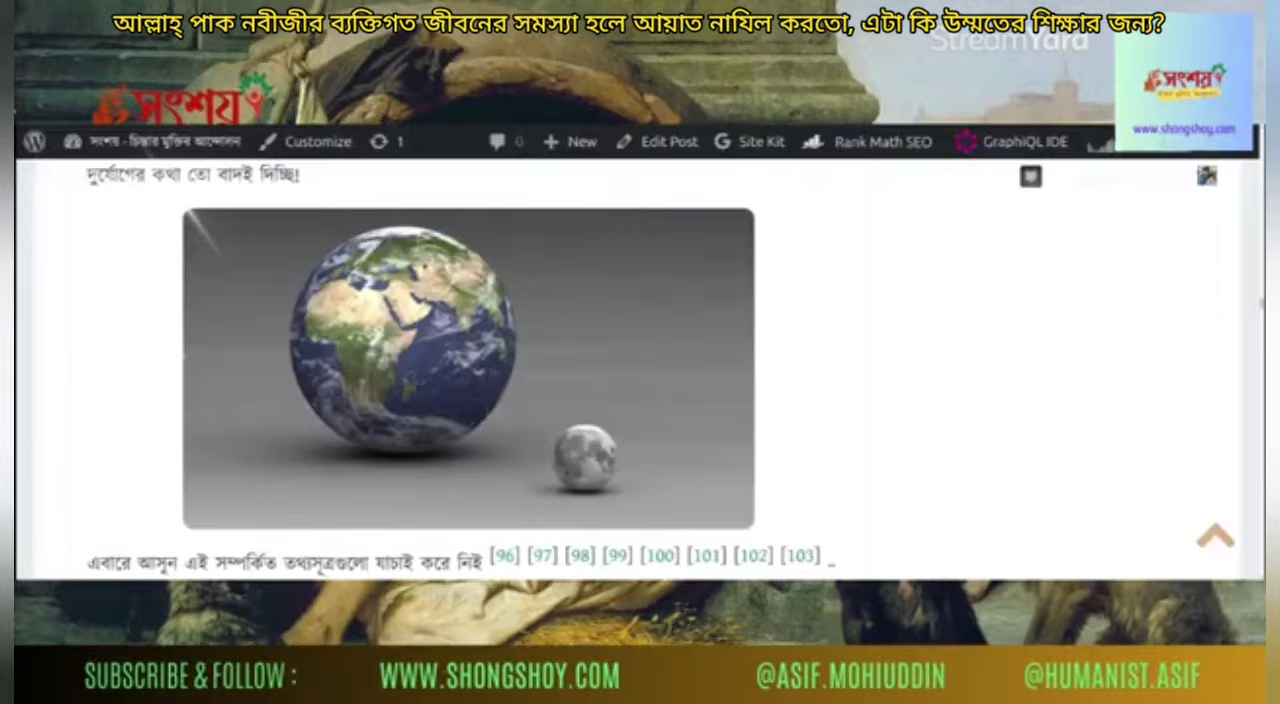 আল্লাহ্ পাক নবীজীর ব্যক্তিগত জীবনের সমস্যা হলে আয়াত নাযিল করতো, এটা কি উম্মতের শিক্ষার জন্য?
StreamYard
সংশয়
সংশয়
www.shongshoy.com
সংশয় - চিন্তার মুক্তির আন্দোলন Customize 1 0 New Edit Post Site Kit Rank Math SEO GraphiQL IDE
দুর্যোগের কথা তো বাদই দিচ্ছি!
এবারে আসুন এই সম্পর্কিত তথ্যসূত্রগুলো যাচাই করে নিই [96] [97] [98] [99] [100] [101] [102] [103] _
SUBSCRIBE & FOLLOW : WWW.SHONGSHOY.COM @ASIF.MOHIUDDIN @HUMANIST.ASIF